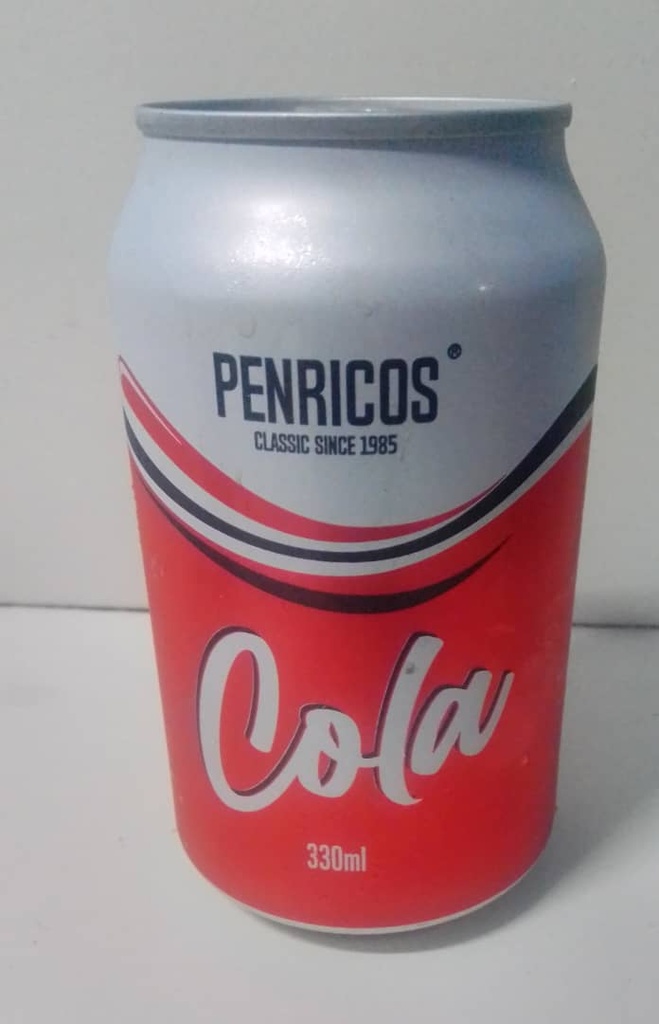 PENRICOS®
CLASSIC SINCE 1985
Cola
330ml